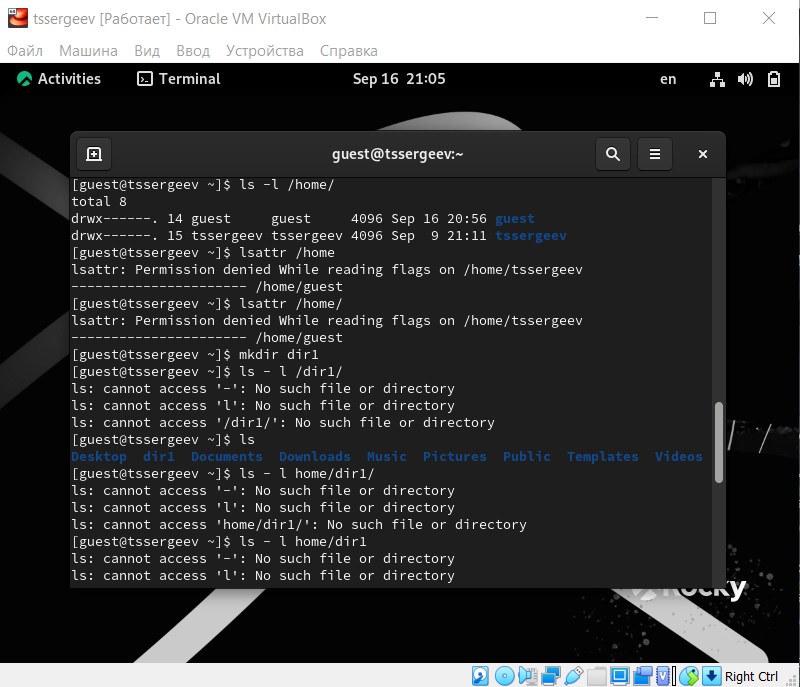 tssergeev [Работает] - Oracle VM VirtualBox
Файл Машина Вид Ввод Устройства Справка
Activities Terminal Sep 16 21:05 en
guest@tssergeev:~
[guest@tssergeev ~]$ ls -l /home/
total 8
drwx------. 14 guest     guest     4096 Sep 16 20:56 guest
drwx------. 15 tssergeev tssergeev 4096 Sep  9 21:11 tssergeev
[guest@tssergeev ~]$ lsattr /home
lsattr: Permission denied While reading flags on /home/tssergeev
---------------------- /home/guest
[guest@tssergeev ~]$ lsattr /home/
lsattr: Permission denied While reading flags on /home/tssergeev
---------------------- /home/guest
[guest@tssergeev ~]$ mkdir dir1
[guest@tssergeev ~]$ ls - l /dir1/
ls: cannot access '-': No such file or directory
ls: cannot access 'l': No such file or directory
ls: cannot access '/dir1/': No such file or directory
[guest@tssergeev ~]$ ls
Desktop  dir1  Documents  Downloads  Music  Pictures  Public  Templates  Videos
[guest@tssergeev ~]$ ls - l home/dir1/
ls: cannot access '-': No such file or directory
ls: cannot access 'l': No such file or directory
ls: cannot access 'home/dir1/': No such file or directory
[guest@tssergeev ~]$ ls - l home/dir1
ls: cannot access '-': No such file or directory
ls: cannot access 'l': No such file or directory
Rocky
Right Ctrl